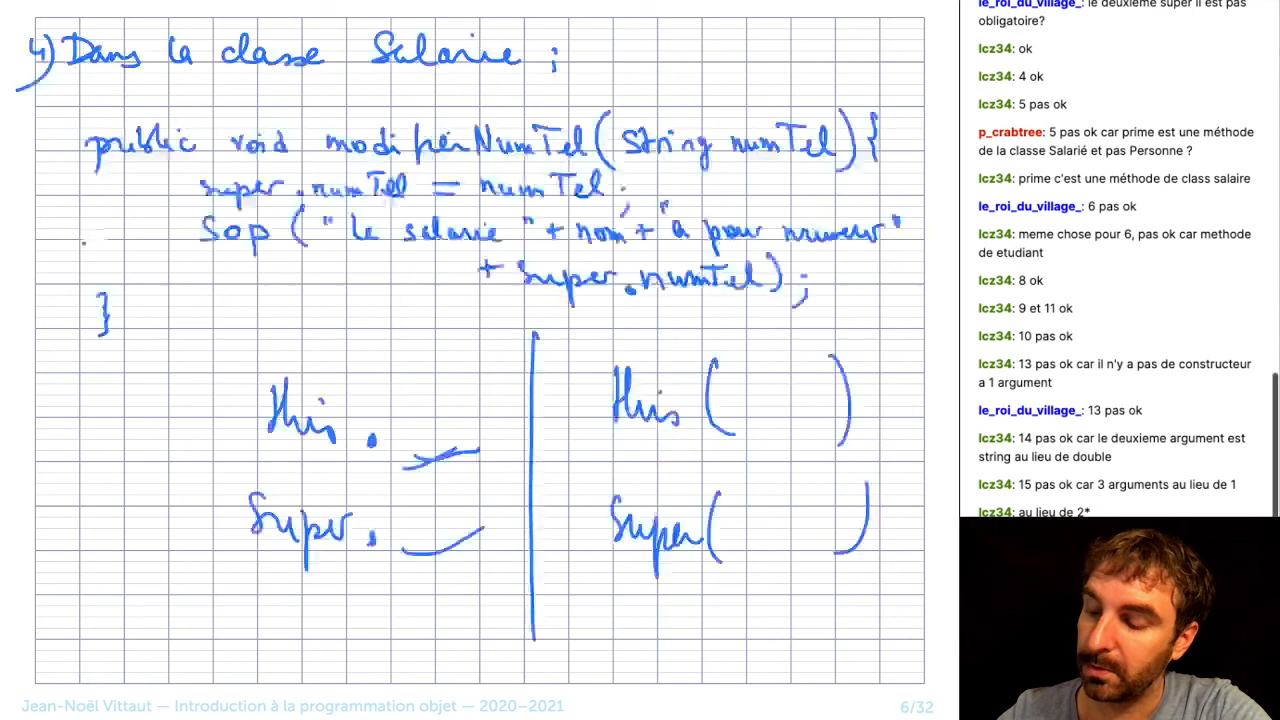 4) Dans la classe Salarie :
public void modifierNumTel(String numTel){
super.numTel = numTel;
Sop ("le salarie" + nom + "a pour numero"
+ super.numTel);
}
this.
this( )
super.
super( )
Jean-Noël Vittaut — Introduction à la programmation objet — 2020–2021
6/32
le_roi_du_village_: le deuxieme super il est pas
obligatoire?
lcz34: ok
lcz34: 4 ok
lcz34: 5 pas ok
p_crabtree: 5 pas ok car prime est une méthode
de la classe Salarié et pas Personne ?
lcz34: prime c'est une méthode de class salaire
le_roi_du_village_: 6 pas ok
lcz34: meme chose pour 6, pas ok car methode
de etudiant
lcz34: 8 ok
lcz34: 9 et 11 ok
lcz34: 10 pas ok
lcz34: 13 pas ok car il n'y a pas de constructeur
a 1 argument
le_roi_du_village_: 13 pas ok
lcz34: 14 pas ok car le deuxieme argument est
string au lieu de double
lcz34: 15 pas ok car 3 arguments au lieu de 1
lcz34: au lieu de 2*